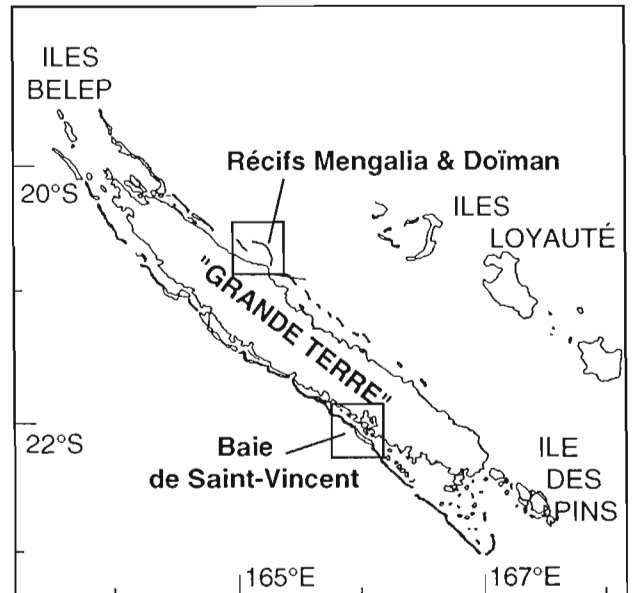 ILES
BELEP
Récifs Mengalia & Doïman
20°S
ILES
LOYAUTÉ
"GRANDE TERRE"
22°S
Baie
de Saint-Vincent
ILE
DES
PINS
165°E
167°E